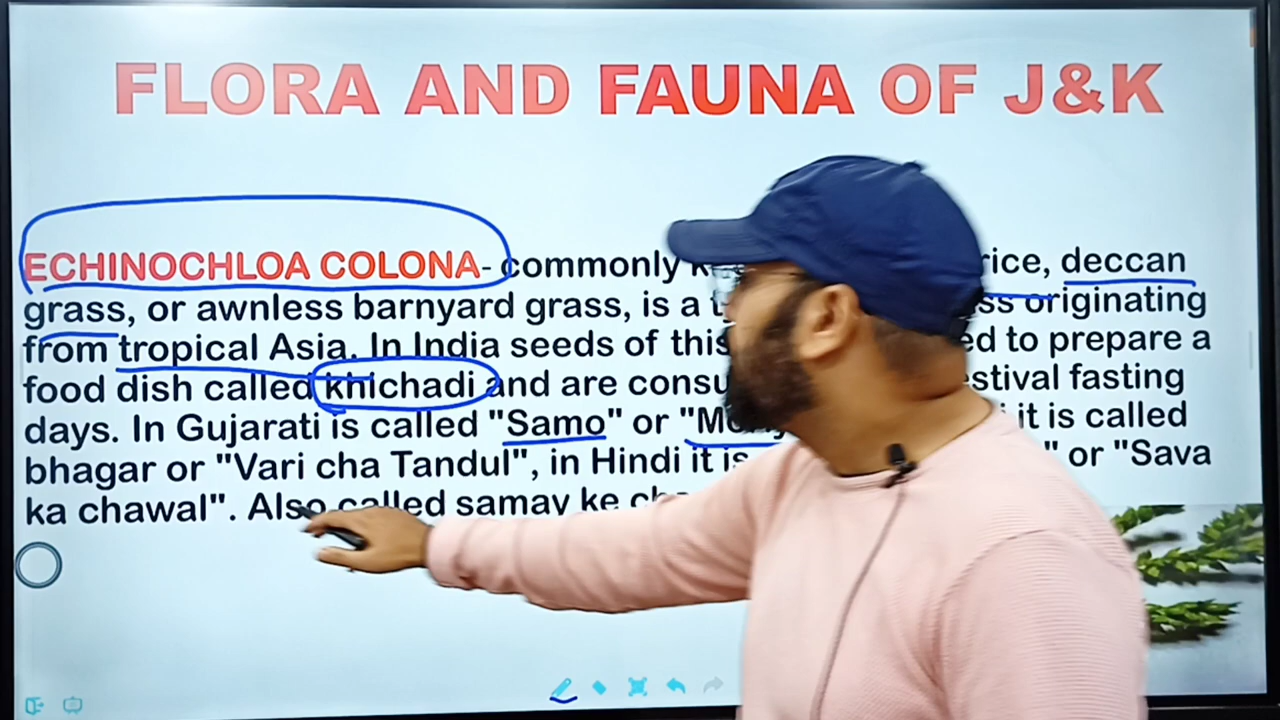 FLORA AND FAUNA OF J&K
ECHINOCHLOA COLONA- commonly rice, deccan
grass, or awnless barnyard grass, is a originating
from tropical Asia. In India seeds of this to prepare a
food dish called khichadi and are fasting
days. In Gujarati is called "Samo" or it is called
bhagar or "Vari cha Tandul", in Hindi it or "Sava
ka chawal". Also called samay ke